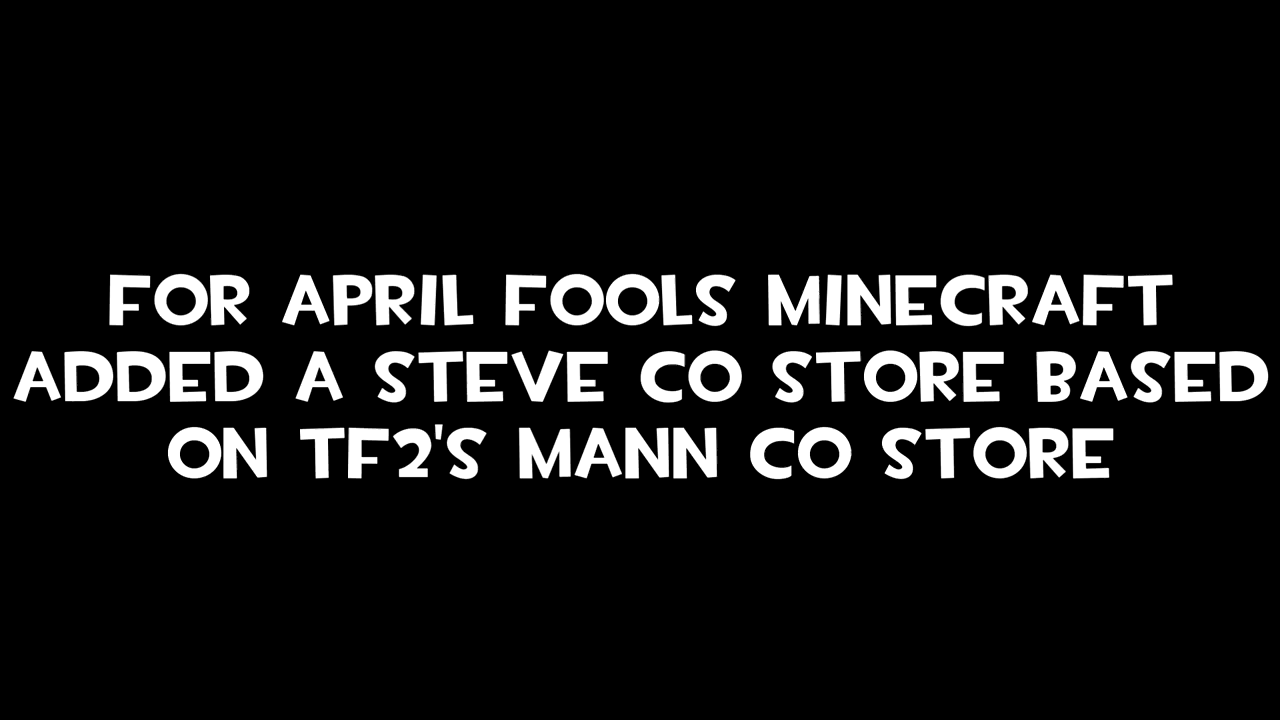 FOR APRIL FOOLS MINECRAFT
ADDED A STEVE CO STORE BASED
ON TF2'S MANN CO STORE